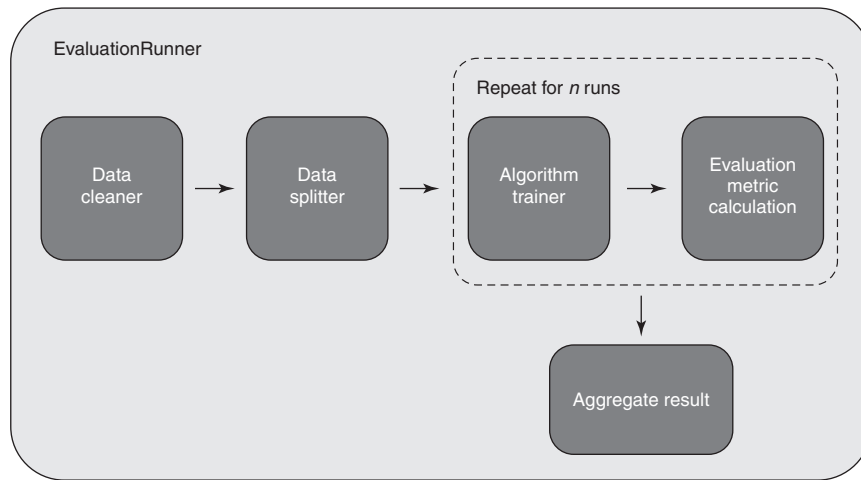 EvaluationRunner
Repeat for n runs
Data
cleaner
Data
splitter
Algorithm
trainer
Evaluation
metric
calculation
Aggregate result